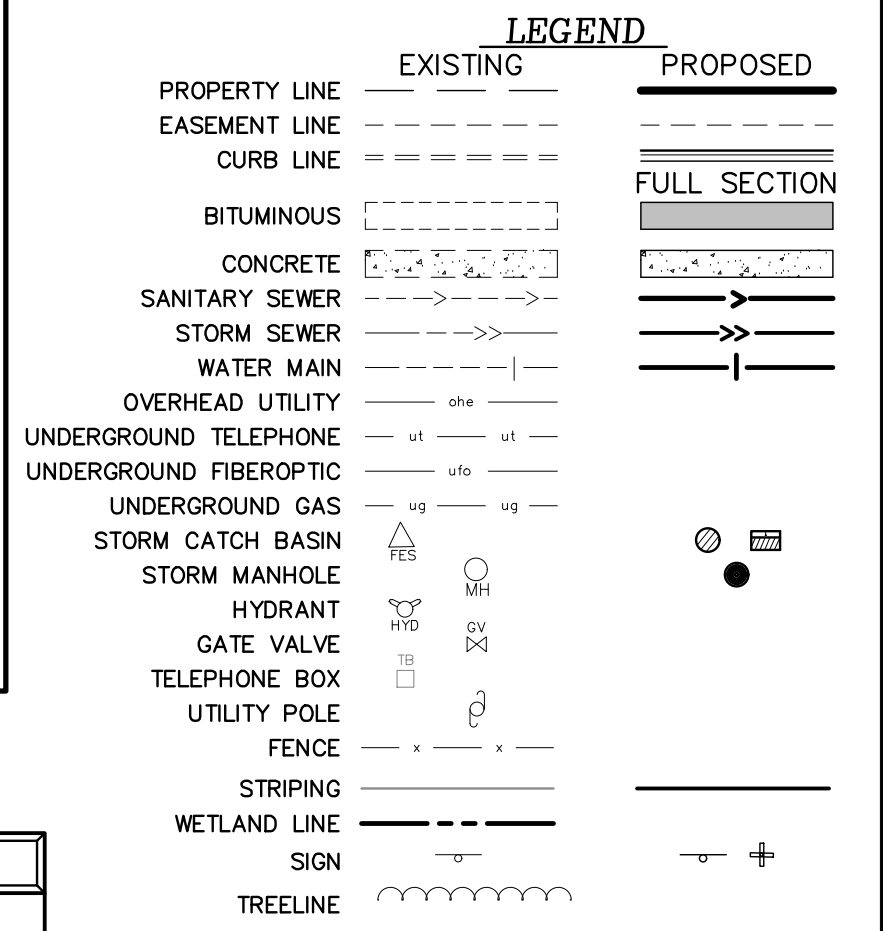 LEGEND
EXISTING PROPOSED
PROPERTY LINE
EASEMENT LINE
CURB LINE
FULL SECTION
BITUMINOUS
CONCRETE
SANITARY SEWER
STORM SEWER
WATER MAIN
OVERHEAD UTILITY ohe
UNDERGROUND TELEPHONE ut ut
UNDERGROUND FIBEROPTIC ufo
UNDERGROUND GAS ug ug
STORM CATCH BASIN
FES
STORM MANHOLE
MH
HYDRANT
HYD
GV
GATE VALVE
TB
TELEPHONE BOX
UTILITY POLE
FENCE x x
STRIPING
WETLAND LINE
SIGN
TREELINE